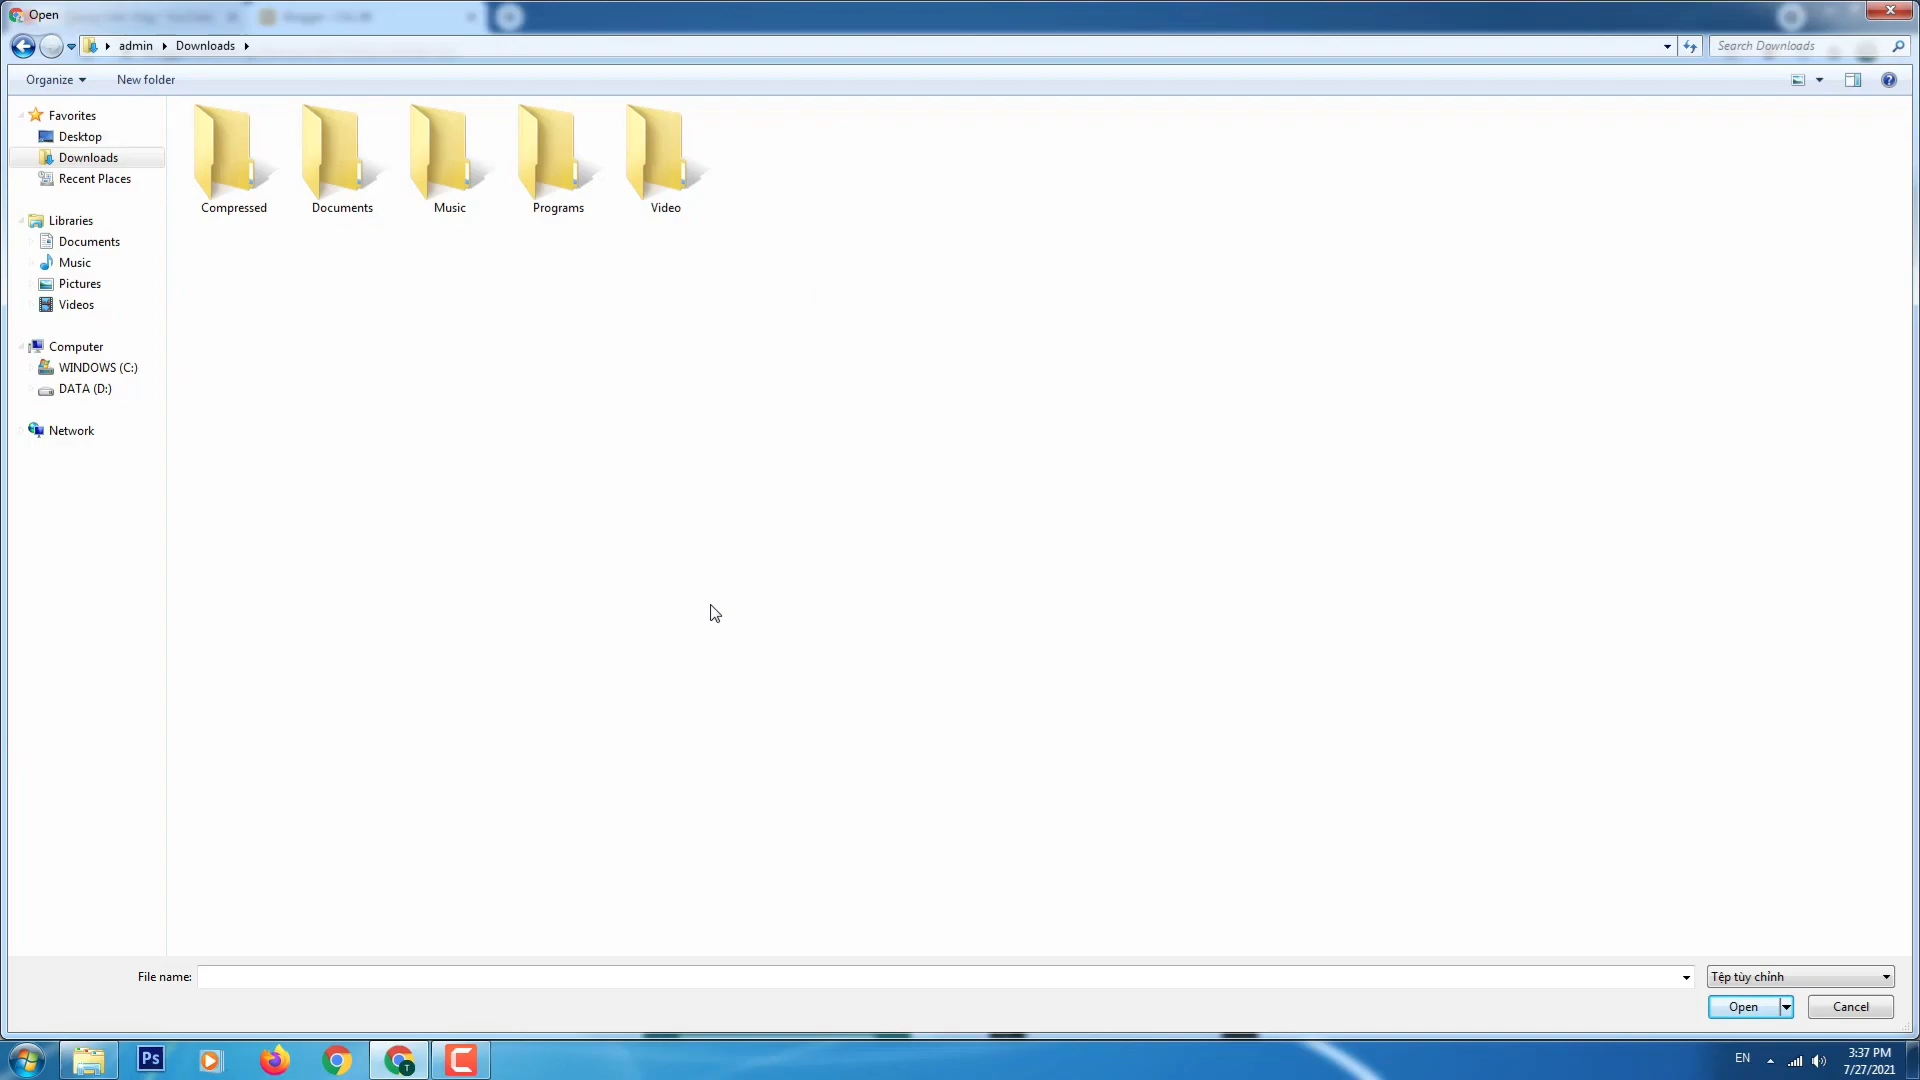 Open
admin
Downloads
Search Downloads
Organize
New folder
Favorites
Desktop
Downloads
Recent Places
Libraries
Documents
Music
Pictures
Videos
Computer
WINDOWS (C:)
DATA (D:)
Network
Compressed
Documents
Music
Programs
Video
File name:
Tệp tùy chỉnh
Open
Cancel
Ps
T
EN
3:37 PM
7/27/2021